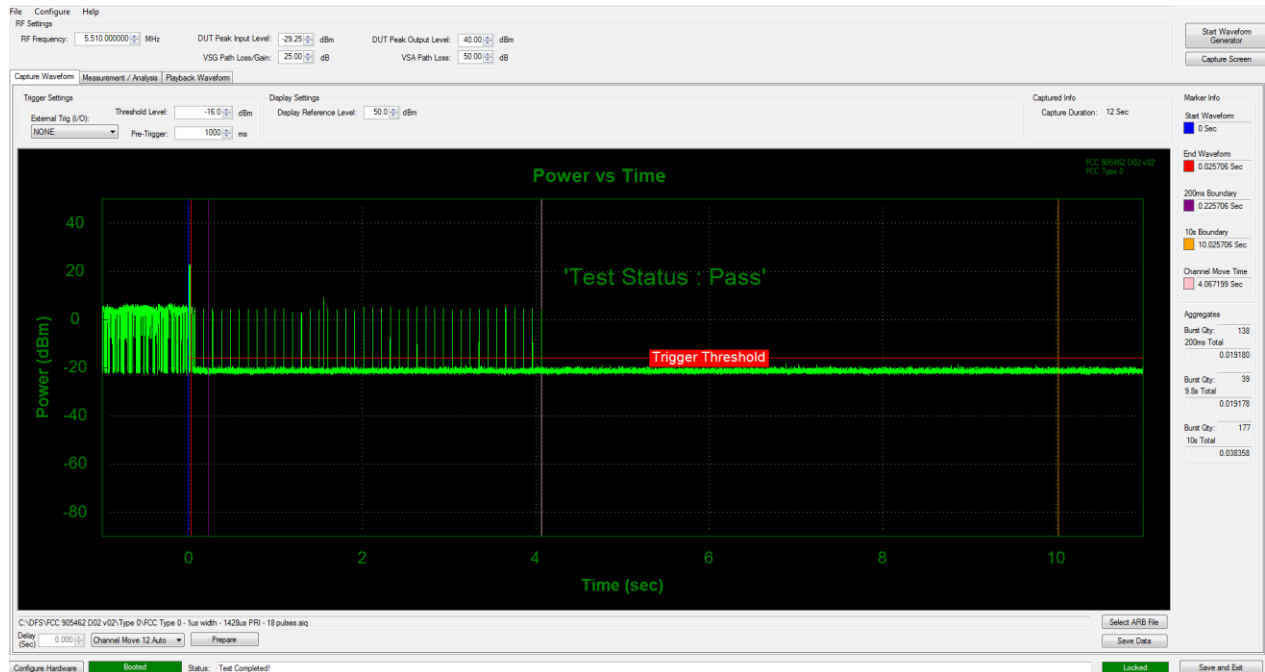 File Configure Help
RF Settings
RF Frequency: 5,510.000000 MHz DUT Peak Input Level: -29.25 dBm DUT Peak Output Level: 40.00 dBm
VSG Path Loss/Gain: 25.00 dB VSA Path Loss: 50.00 dB
Start Waveform
Generator
Capture Screen
Capture Waveform Measurement / Analysis Playback Waveform
Trigger Settings
External Trig (I/O):
NONE
Threshold Level: -16.0 dBm
Pre-Trigger: 1000 ms
Display Settings
Display Reference Level: 50.0 dBm
Captured Info
Capture Duration: 12 Sec
Power vs Time
FCC 905462 D02 v02
FCC Type 0
'Test Status : Pass'
Trigger Threshold
Power (dBm)
40
20
0
-20
-40
-60
-80
0 2 4 6 8 10
Time (sec)
Marker Info
Start Waveform
0 Sec
End Waveform
0.025706 Sec
200ms Boundary
0.225706 Sec
10s Boundary
10.025706 Sec
Channel Move Time
4.067199 Sec
Aggregates
Burst Qty: 138
200ms Total
0.019180
Burst Qty: 39
9.8s Total
0.019178
Burst Qty: 177
10s Total
0.038358
C:\DFS\FCC 905462 D02 v02\Type 0\FCC Type 0 - 1us width - 1428us PRI - 18 pulses.aiq
Select ARB File
Delay
(Sec) 0.000 Channel Move 12 Auto Prepare
Save Data
Configure Hardware Booted Status: Test Completed! Locked Save and Exit